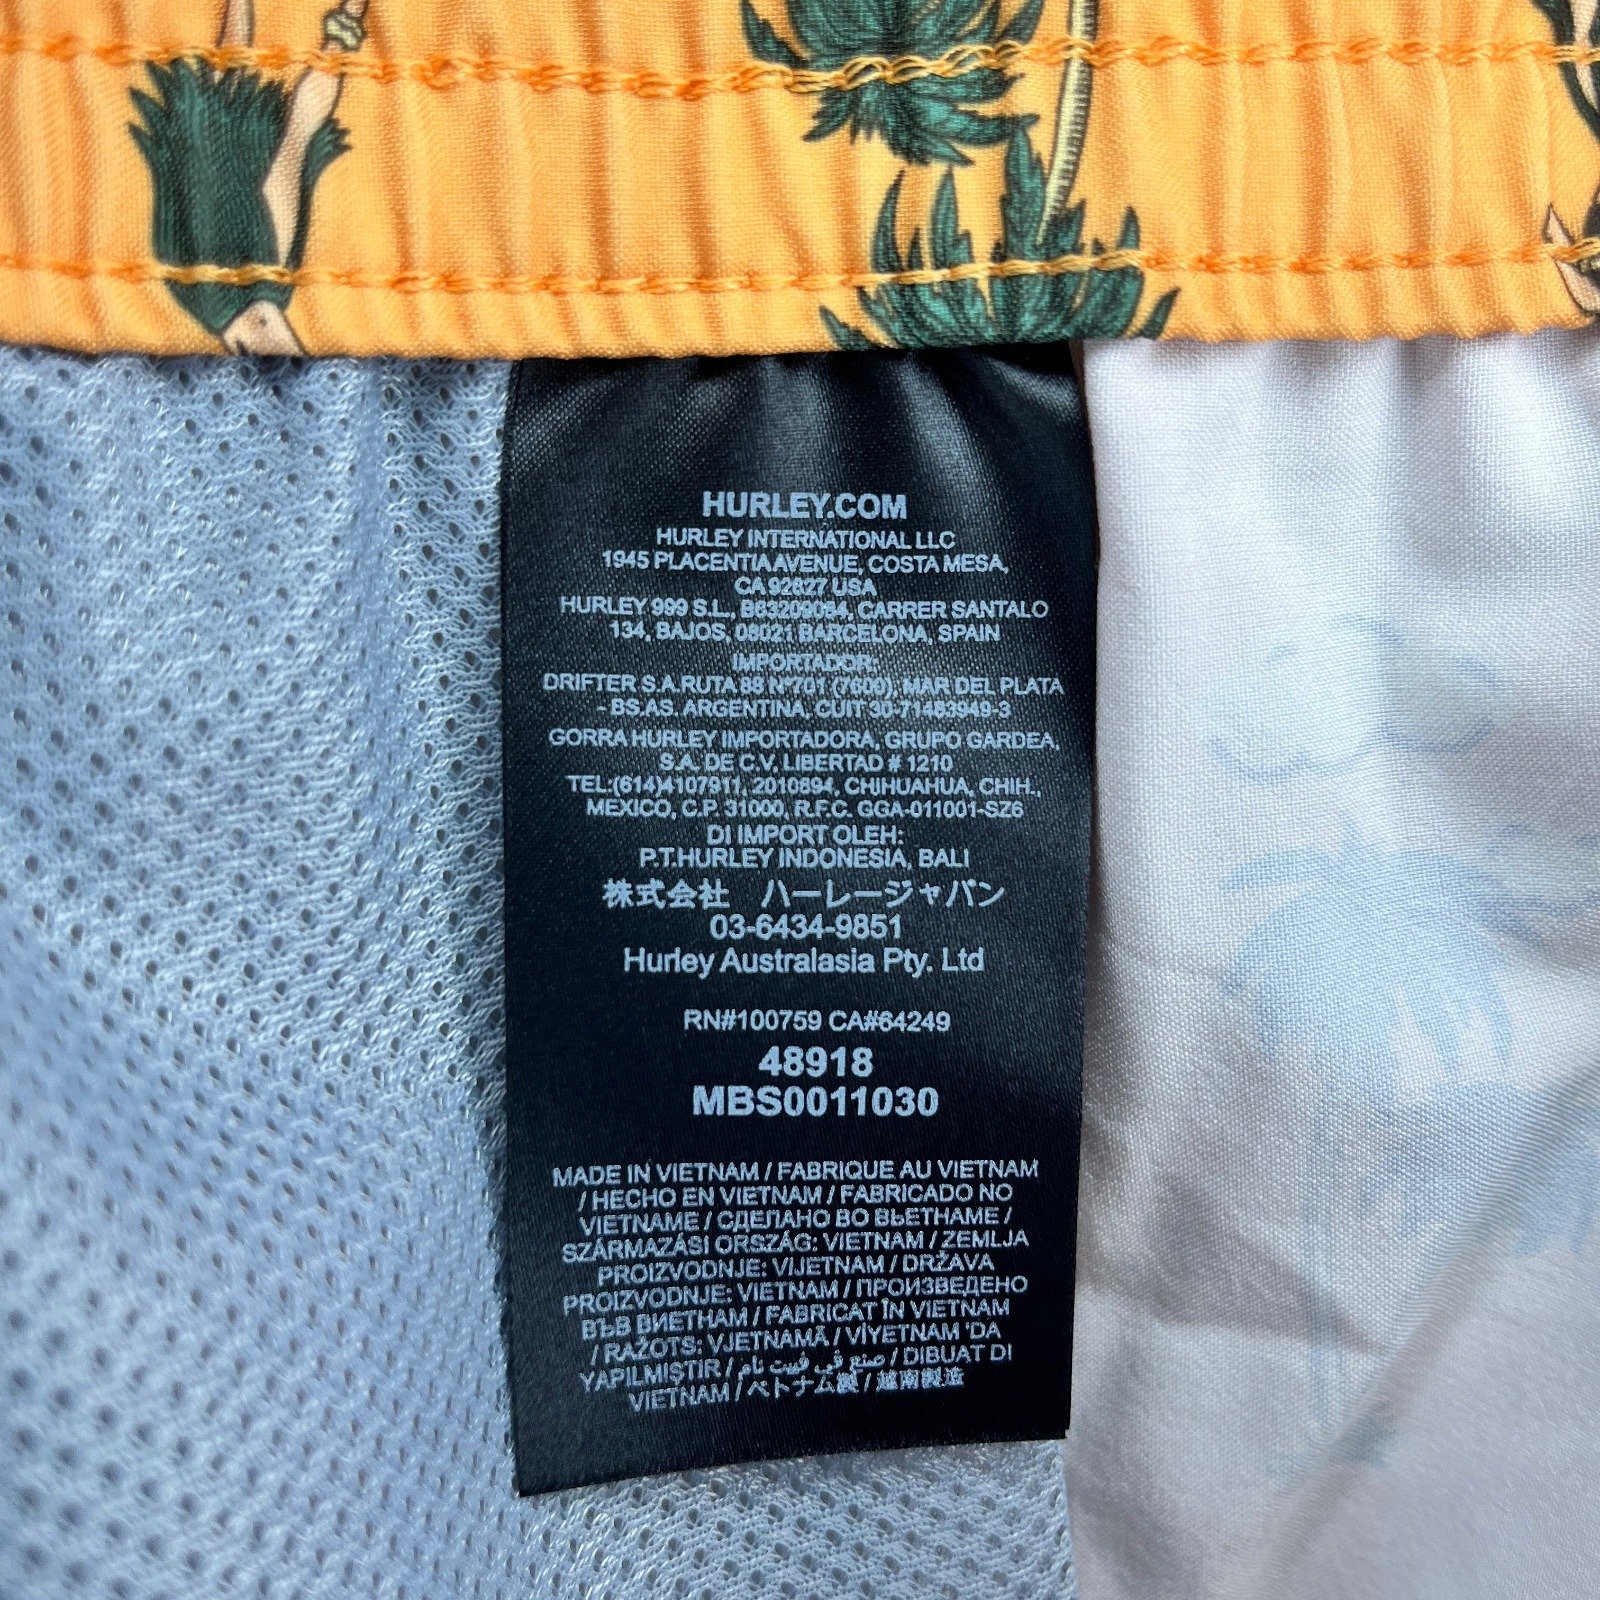 HURLEY.COM
HURLEY INTERNATIONAL LLC
1945 PLACENTIA AVENUE, COSTA MESA,
CA 92627 USA
HURLEY 999 S.L., B63209064, CARRER SANTALO
134, BAJOS, 08021 BARCELONA, SPAIN
IMPORTADOR:
DRIFTER S.A. RUTA 88 Nº701 (7600), MAR DEL PLATA
- BS.AS. ARGENTINA, CUIT 30-71483949-3
GORRA HURLEY IMPORTADORA, GRUPO GARDEA,
S.A. DE C.V. LIBERTAD # 1210
TEL:(614)4107911, 2010894, CHIHUAHUA, CHIH.,
MEXICO, C.P. 31000, R.F.C. GGA-011001-SZ6
DI IMPORT OLEH:
P.T.HURLEY INDONESIA, BALI
株式会社 ハーレージャパン
03-6434-9851
Hurley Australasia Pty. Ltd
RN#100759 CA#64249
48918
MBS0011030
MADE IN VIETNAM / FABRIQUE AU VIETNAM
/ HECHO EN VIETNAM / FABRICADO NO
VIETNAME / СДЕЛАНО ВО ВЬЕТНАМЕ /
SZÁRMAZÁSI ORSZÁG: VIETNAM / ZEMLJA
PROIZVODNJE: VIJETNAM / DRŽAVA
PROIZVODNJE: VIETNAM / ПРОИЗВЕДЕНО
ВЪВ ВИЕТНАМ / FABRICAT ÎN VIETNAM
/ RAŽOTS: VJETNAMĀ / VİYETNAM 'DA
YAPILMIŞTIR / صنع في فييت نام / DIBUAT DI
VIETNAM / ベトナム製 / 越南製造